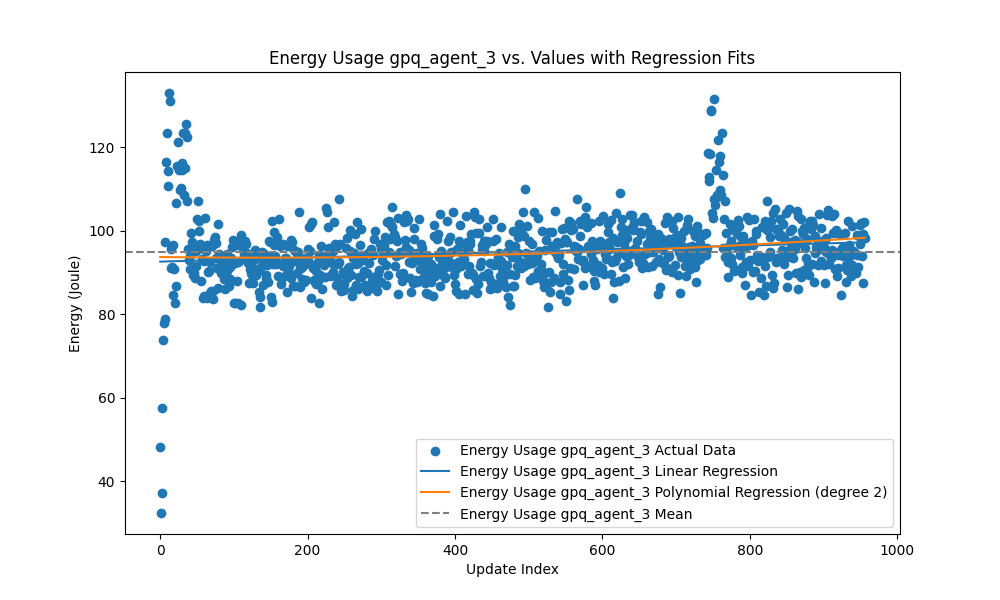 Energy Usage gpq_agent_3 vs. Values with Regression Fits
120
100
80
60
40
Energy (Joule)
Energy Usage gpq_agent_3 Actual Data
Energy Usage gpq_agent_3 Linear Regression
Energy Usage gpq_agent_3 Polynomial Regression (degree 2)
Energy Usage gpq_agent_3 Mean
0 200 400 600 800 1000
Update Index